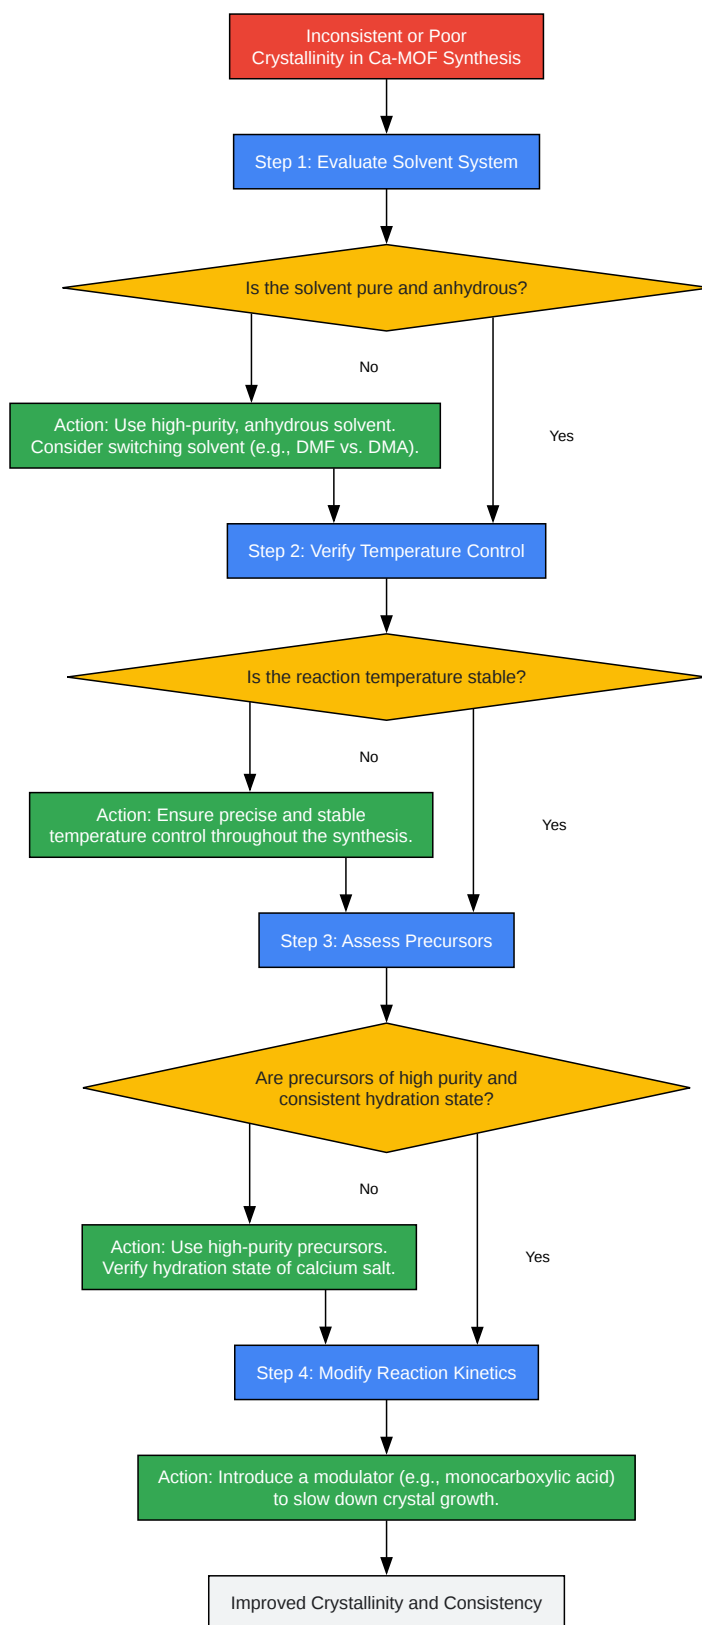 Inconsistent or Poor
Crystallinity in Ca-MOF Synthesis
Step 1: Evaluate Solvent System
Is the solvent pure and anhydrous?
No
Action: Use high-purity, anhydrous solvent.
Consider switching solvent (e.g., DMF vs. DMA).
Yes
Step 2: Verify Temperature Control
Is the reaction temperature stable?
No
Action: Ensure precise and stable
temperature control throughout the synthesis.
Yes
Step 3: Assess Precursors
Are precursors of high purity and
consistent hydration state?
No
Action: Use high-purity precursors.
Verify hydration state of calcium salt.
Yes
Step 4: Modify Reaction Kinetics
Action: Introduce a modulator (e.g., monocarboxylic acid)
to slow down crystal growth.
Improved Crystallinity and Consistency